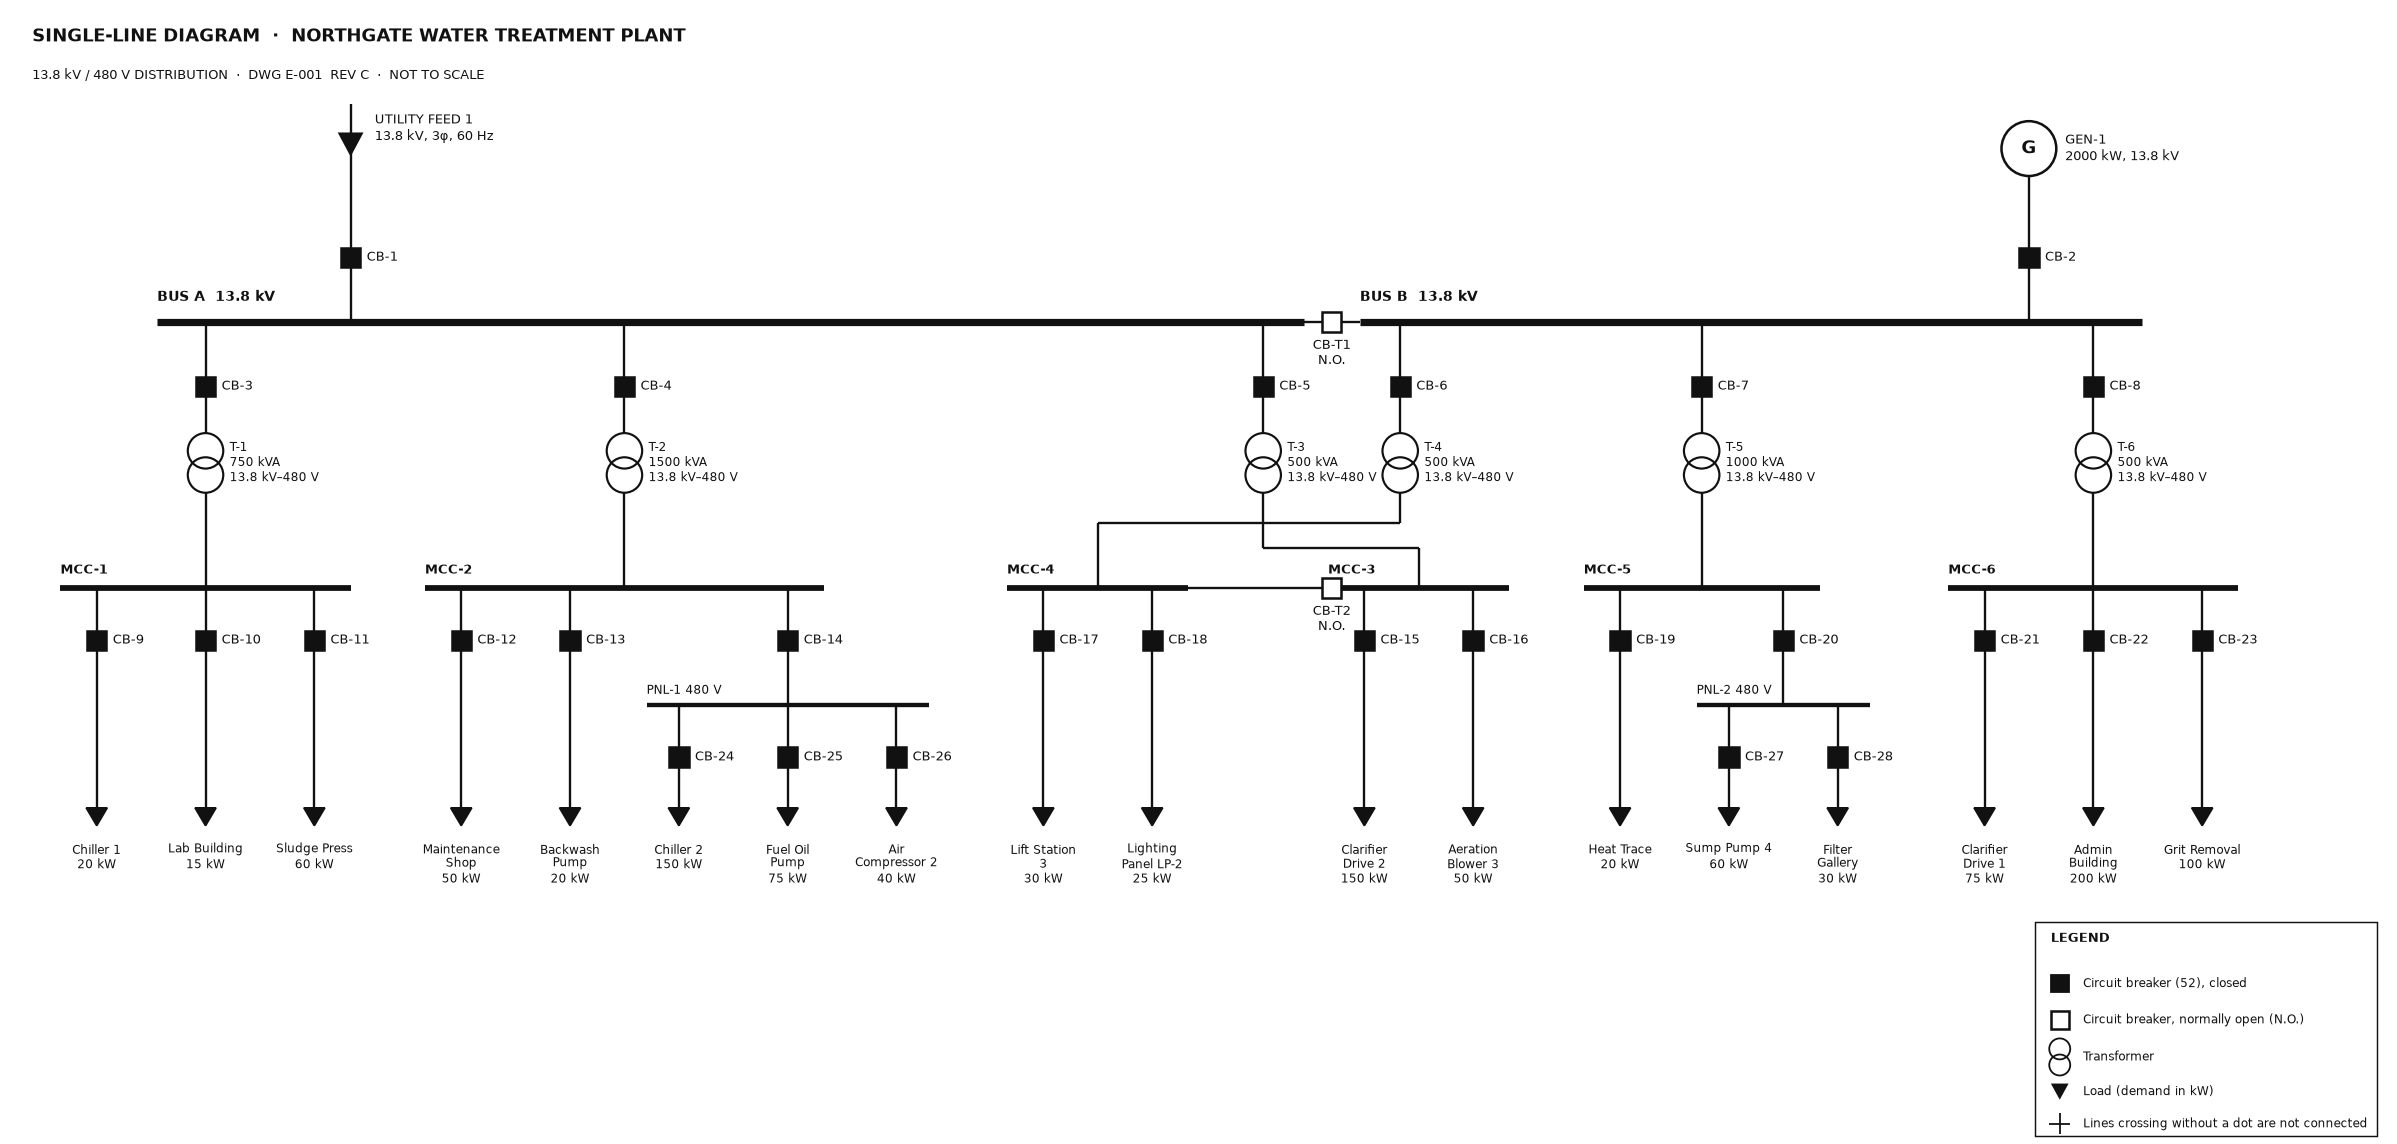 SINGLE-LINE DIAGRAM · NORTHGATE WATER TREATMENT PLANT
13.8 kV / 480 V DISTRIBUTION · DWG E-001 REV C · NOT TO SCALE
UTILITY FEED 1
13.8 kV, 3φ, 60 Hz
G
GEN-1
2000 kW, 13.8 kV
CB-1
CB-2
BUS A 13.8 kV
BUS B 13.8 kV
CB-T1
N.O.
CB-3
CB-4
CB-5
CB-6
CB-7
CB-8
T-1
750 kVA
13.8 kV–480 V
T-2
1500 kVA
13.8 kV–480 V
T-3
500 kVA
13.8 kV–480 V
T-4
500 kVA
13.8 kV–480 V
T-5
1000 kVA
13.8 kV–480 V
T-6
500 kVA
13.8 kV–480 V
MCC-1
MCC-2
MCC-4
MCC-3
MCC-5
MCC-6
CB-T2
N.O.
CB-9
CB-10
CB-11
CB-12
CB-13
CB-14
CB-17
CB-18
CB-15
CB-16
CB-19
CB-20
CB-21
CB-22
CB-23
PNL-1 480 V
PNL-2 480 V
CB-24
CB-25
CB-26
CB-27
CB-28
Chiller 1
20 kW
Lab Building
15 kW
Sludge Press
60 kW
Maintenance
Shop
50 kW
Backwash
Pump
20 kW
Chiller 2
150 kW
Fuel Oil
Pump
75 kW
Air
Compressor 2
40 kW
Lift Station
3
30 kW
Lighting
Panel LP-2
25 kW
Clarifier
Drive 2
150 kW
Aeration
Blower 3
50 kW
Heat Trace
20 kW
Sump Pump 4
60 kW
Filter
Gallery
30 kW
Clarifier
Drive 1
75 kW
Admin
Building
200 kW
Grit Removal
100 kW
LEGEND
Circuit breaker (52), closed
Circuit breaker, normally open (N.O.)
Transformer
Load (demand in kW)
Lines crossing without a dot are not connected